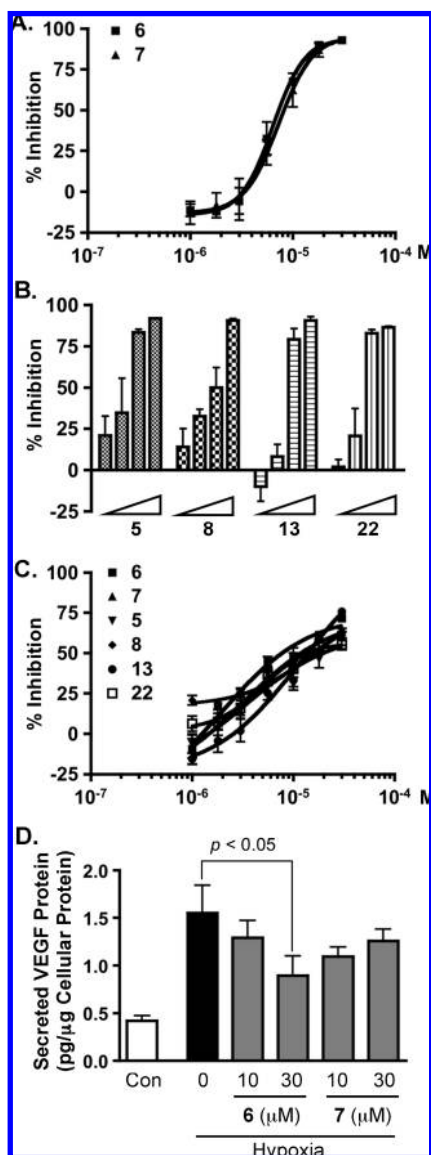 A.
6
7
% Inhibition
100
75
50
25
0
-25
10⁻⁷ 10⁻⁶ 10⁻⁵ 10⁻⁴ M
B.
% Inhibition
100
75
50
25
0
-25
5 8 13 22
C.
6
7
5
8
13
22
% Inhibition
100
75
50
25
0
-25
10⁻⁷ 10⁻⁶ 10⁻⁵ 10⁻⁴ M
D.
p < 0.05
Secreted VEGF Protein
(pg/μg Cellular Protein)
2.0
1.5
1.0
0.5
0.0
Con 0 10 30 10 30
6 (μM) 7 (μM)
Hypoxia